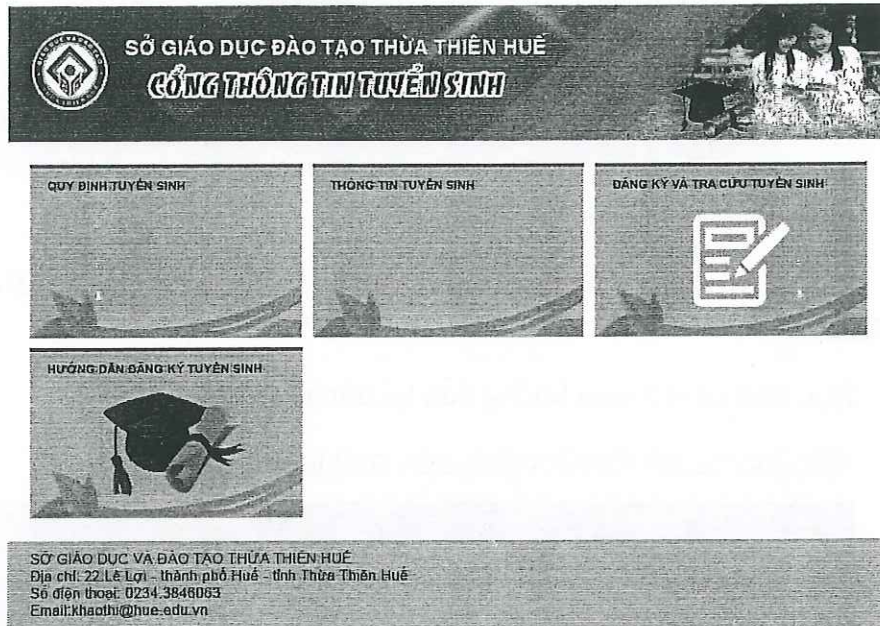 SỞ GIÁO DỤC ĐÀO TẠO THỪA THIÊN HUẾ
CỔNG THÔNG TIN TUYỂN SINH
QUY ĐỊNH TUYỂN SINH
THÔNG TIN TUYỂN SINH
ĐĂNG KÝ VÀ TRA CỨU TUYỂN SINH
HƯỚNG DẪN ĐĂNG KÝ TUYỂN SINH
SỞ GIÁO DỤC VÀ ĐÀO TẠO THỪA THIÊN HUẾ
Địa chỉ: 22 Lê Lợi - thành phố Huế - tỉnh Thừa Thiên Huế
Số điện thoại: 0234.3846063
Email:khaothi@hue.edu.vn